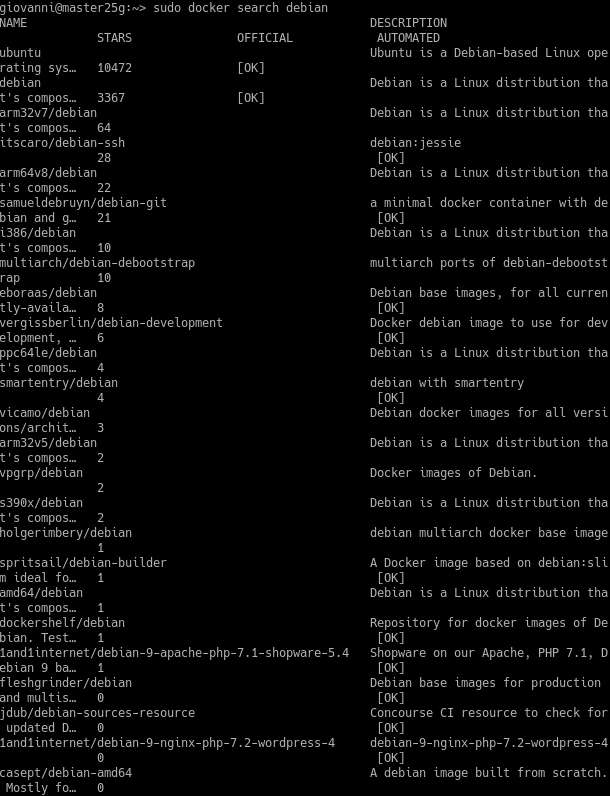 giovanni@master25g:~> sudo docker search debian
NAME DESCRIPTION
STARS OFFICIAL AUTOMATED
ubuntu Ubuntu is a Debian-based Linux ope
rating sys… 10472 [OK]
debian Debian is a Linux distribution tha
t's compos… 3367 [OK]
arm32v7/debian Debian is a Linux distribution tha
t's compos… 64
itscaro/debian-ssh debian:jessie
28 [OK]
arm64v8/debian Debian is a Linux distribution tha
t's compos… 22
samueldebruyn/debian-git a minimal docker container with de
bian and g… 21 [OK]
i386/debian Debian is a Linux distribution tha
t's compos… 10
multiarch/debian-debootstrap multiarch ports of debian-debootst
rap 10
eboraas/debian Debian base images, for all curren
tly-availa… 8 [OK]
vergissberlin/debian-development Docker debian image to use for dev
elopment, … 6 [OK]
ppc64le/debian Debian is a Linux distribution tha
t's compos… 4
smartentry/debian debian with smartentry
4 [OK]
vicamo/debian Debian docker images for all versi
ons/archit… 3
arm32v5/debian Debian is a Linux distribution tha
t's compos… 2
vpgrp/debian Docker images of Debian.
2
s390x/debian Debian is a Linux distribution tha
t's compos… 2
holgerimbery/debian debian multiarch docker base image
1
spritsail/debian-builder A Docker image based on debian:sli
m ideal fo… 1 [OK]
amd64/debian Debian is a Linux distribution tha
t's compos… 1
dockershelf/debian Repository for docker images of De
bian. Test… 1 [OK]
1and1internet/debian-9-apache-php-7.1-shopware-5.4 Shopware on our Apache, PHP 7.1, D
ebian 9 ba… 1 [OK]
fleshgrinder/debian Debian base images for production
and multis… 0 [OK]
jdub/debian-sources-resource Concourse CI resource to check for
updated D… 0 [OK]
1and1internet/debian-9-nginx-php-7.2-wordpress-4 debian-9-nginx-php-7.2-wordpress-4
0 [OK]
casept/debian-amd64 A debian image built from scratch.
Mostly fo… 0